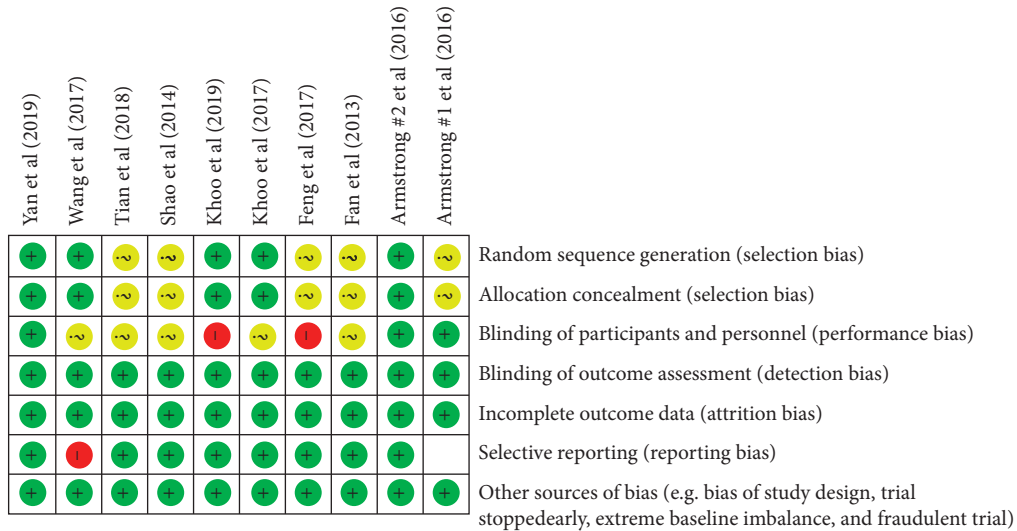 Yan et al (2019)
Wang et al (2017)
Tian et al (2018)
Shao et al (2014)
Khoo et al (2019)
Khoo et al (2017)
Feng et al (2017)
Fan et al (2013)
Armstrong #2 et al (2016)
Armstrong #1 et al (2016)
+ + ? ? + + ? ? + ? Random sequence generation (selection bias)
+ + ? ? + + ? ? + ? Allocation concealment (selection bias)
+ ? ? ? – ? – ? + + Blinding of participants and personnel (performance bias)
+ + + + + + + + + + Blinding of outcome assessment (detection bias)
+ + + + + + + + + + Incomplete outcome data (attrition bias)
+ – + + + + + + + Selective reporting (reporting bias)
+ + + + + + + + + + Other sources of bias (e.g. bias of study design, trial
stoppedearly, extreme baseline imbalance, and fraudulent trial)